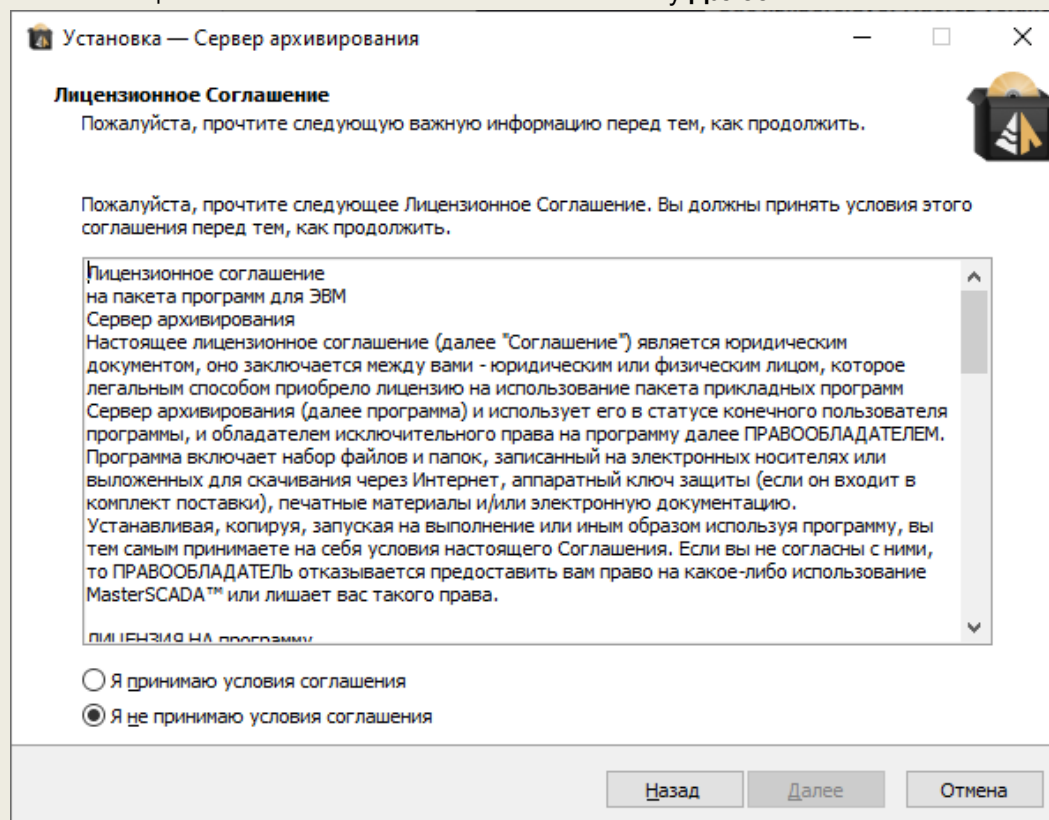 Установка — Сервер архивирования
Лицензионное Соглашение
Пожалуйста, прочтите следующую важную информацию перед тем, как продолжить.
Пожалуйста, прочтите следующее Лицензионное Соглашение. Вы должны принять условия этого
соглашения перед тем, как продолжить.
Лицензионное соглашение
на пакета программ для ЭВМ
Сервер архивирования
Настоящее лицензионное соглашение (далее "Соглашение") является юридическим
документом, оно заключается между вами - юридическим или физическим лицом, которое
легальным способом приобрело лицензию на использование пакета прикладных программ
Сервер архивирования (далее программа) и использует его в статусе конечного пользователя
программы, и обладателем исключительного права на программу далее ПРАВООБЛАДАТЕЛЕМ.
Программа включает набор файлов и папок, записанный на электронных носителях или
выложенных для скачивания через Интернет, аппаратный ключ защиты (если он входит в
комплект поставки), печатные материалы и/или электронную документацию.
Устанавливая, копируя, запуская на выполнение или иным образом используя программу, вы
тем самым принимаете на себя условия настоящего Соглашения. Если вы не согласны с ними,
то ПРАВООБЛАДАТЕЛЬ отказывается предоставить вам право на какое-либо использование
MasterSCADA™ или лишает вас такого права.
ЛИЦЕНЗИЯ НА программу
Я принимаю условия соглашения
Я не принимаю условия соглашения
Назад
Далее
Отмена